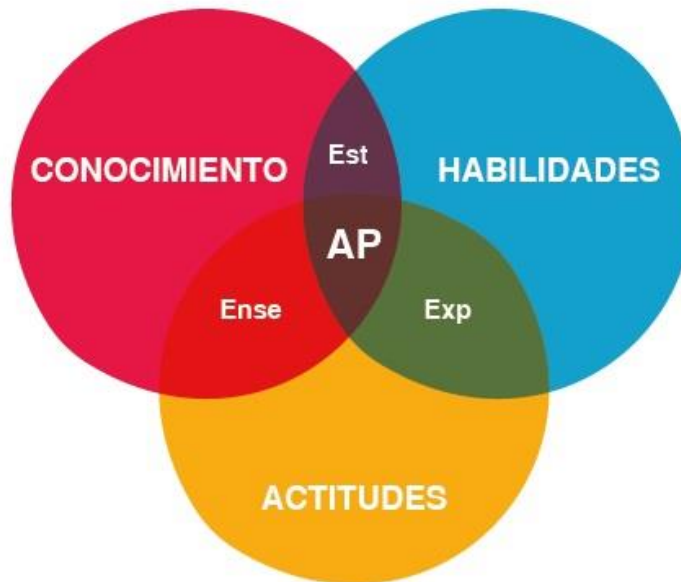 Est
CONOCIMIENTO
HABILIDADES
AP
Ense
Exp
ACTITUDES